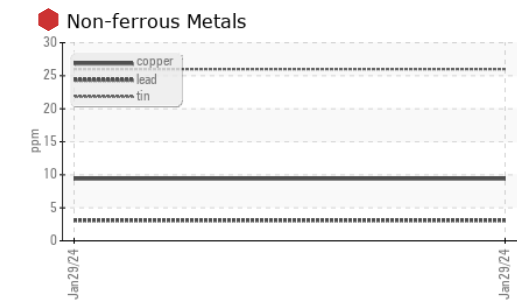 Non-ferrous Metals
30
25
20
15
10
5
0
ppm
copper
lead
tin
Jan29/24
Jan29/24